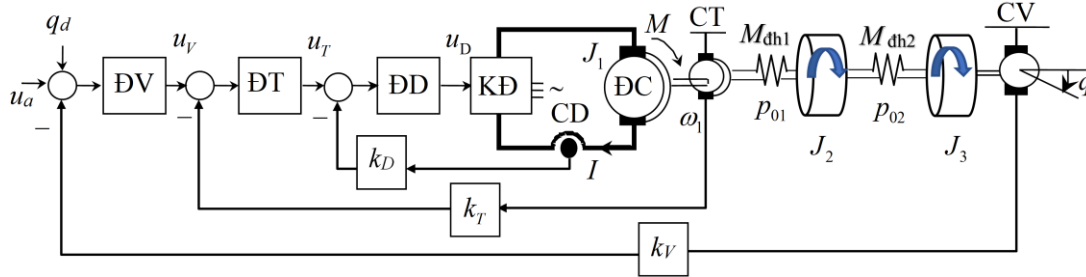 q_d
u_a
−
ĐV
u_V
−
ĐT
u_T
−
ĐD
u_D
KĐ
~
J_1
ĐC
M
CT
ω_1
CD
I
M_đh1
p_01
J_2
M_đh2
p_02
J_3
CV
q
k_D
k_T
k_V